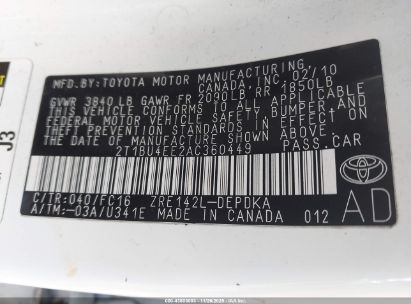 MFD.BY:TOYOTA MOTOR MANUFACTURING,
CANADA, INC. 02/10
GVWR 3840 LB GAWR FR 2090LB, RR 1850LB
THIS VEHICLE CONFORMS TO ALL APPLICABLE
FEDERAL MOTOR VEHICLE SAFETY, BUMPER AND
THEFT PREVENTION STANDARDS IN EFFECT ON
THE DATE OF MANUFACTURE SHOWN ABOVE.
2T1BU4EE2AC360449 PASS.CAR
C/TR:040/FC16 ZRE142L-DEPDKA
A/TM:-03A/U341E MADE IN CANADA 012
AD
TOYOTA
J3